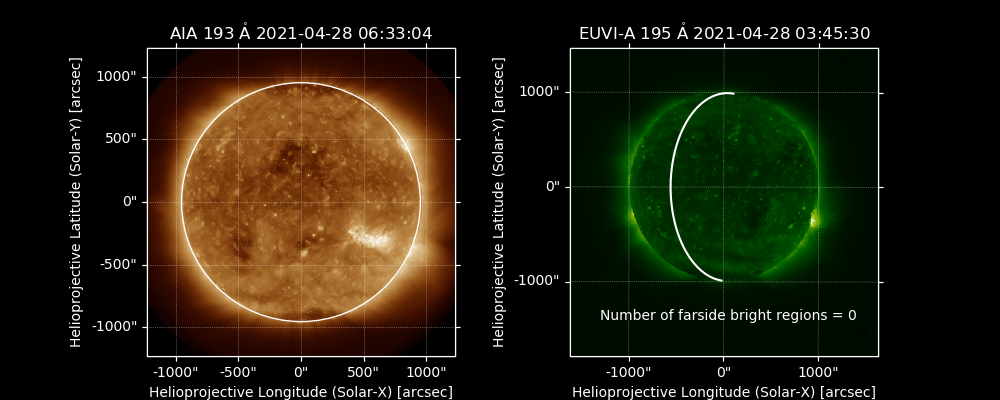 AIA 193 Å 2021-04-28 06:33:04
Helioprojective Latitude (Solar-Y) [arcsec]
1000"
500"
0"
-500"
-1000"
-1000"
-500"
0"
500"
1000"
Helioprojective Longitude (Solar-X) [arcsec]
EUVI-A 195 Å 2021-04-28 03:45:30
Helioprojective Latitude (Solar-Y) [arcsec]
1000"
0"
-1000"
Number of farside bright regions = 0
-1000"
0"
1000"
Helioprojective Longitude (Solar-X) [arcsec]